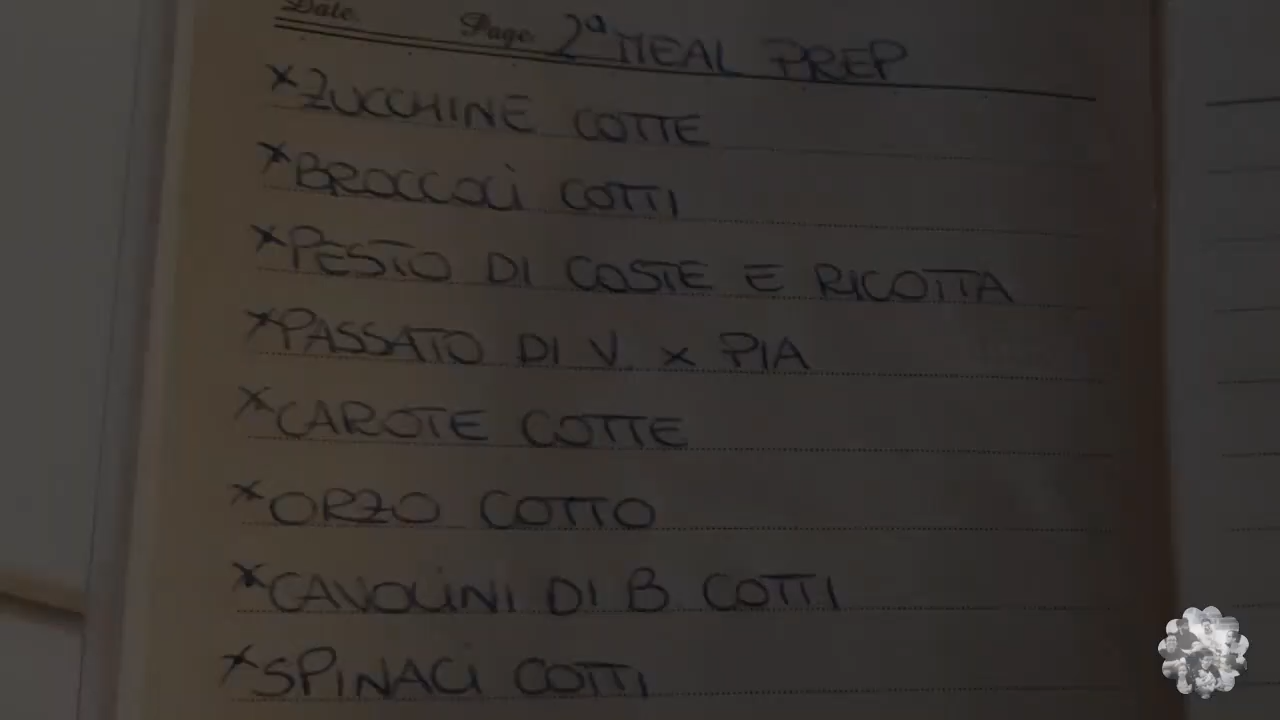 Date. Page. 2ª MEAL PREP
*ZUCCHINE COTTE
*BROCCOLI COTTI
*PESTO DI COSTE E RICOTTA
*PASSATO DI V. x PIA
*CAROTE COTTE
*ORZO COTTO
*CAVOLINI DI B COTTI
*SPINACI COTTI